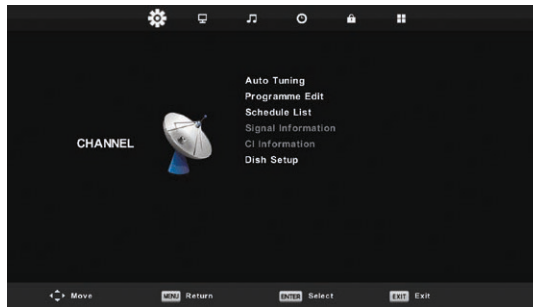 Auto Tuning
Programme Edit
Schedule List
Signal Information
CI Information
Dish Setup
CHANNEL
Move
MENU Return
ENTER Select
EXIT Exit